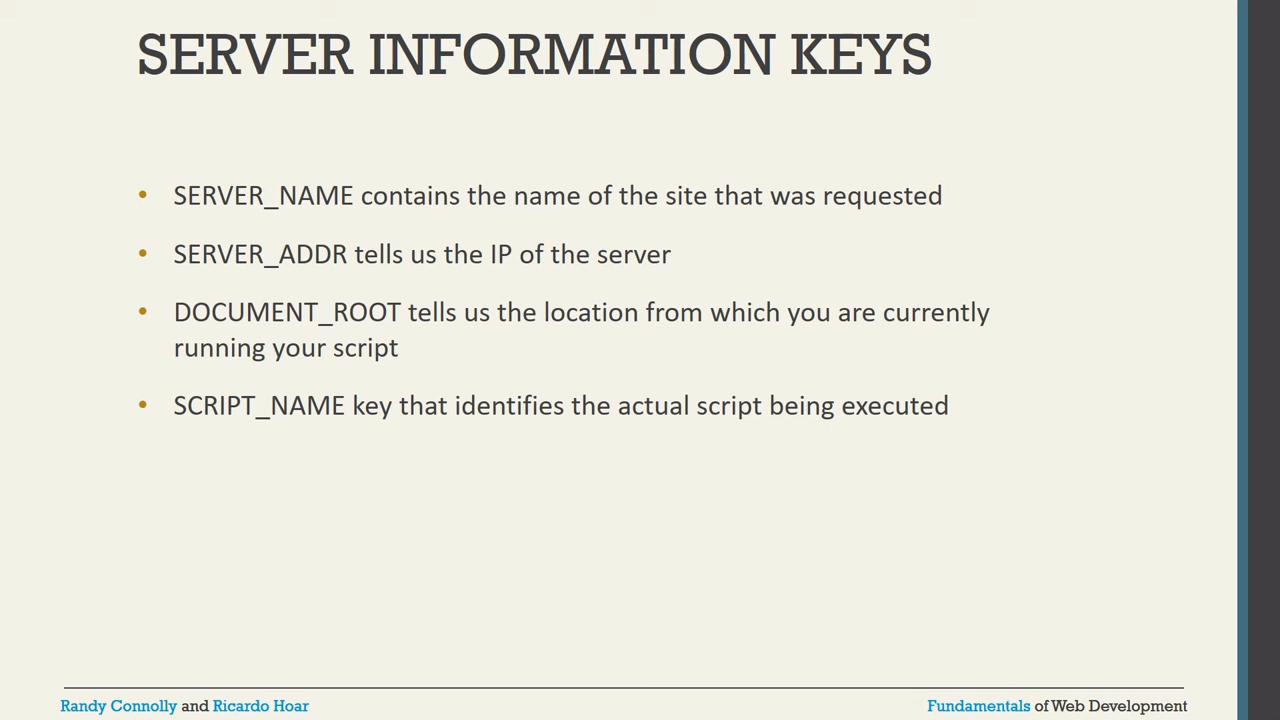 SERVER INFORMATION KEYS
• SERVER_NAME contains the name of the site that was requested
• SERVER_ADDR tells us the IP of the server
• DOCUMENT_ROOT tells us the location from which you are currently
running your script
• SCRIPT_NAME key that identifies the actual script being executed
Randy Connolly and Ricardo Hoar
Fundamentals of Web Development